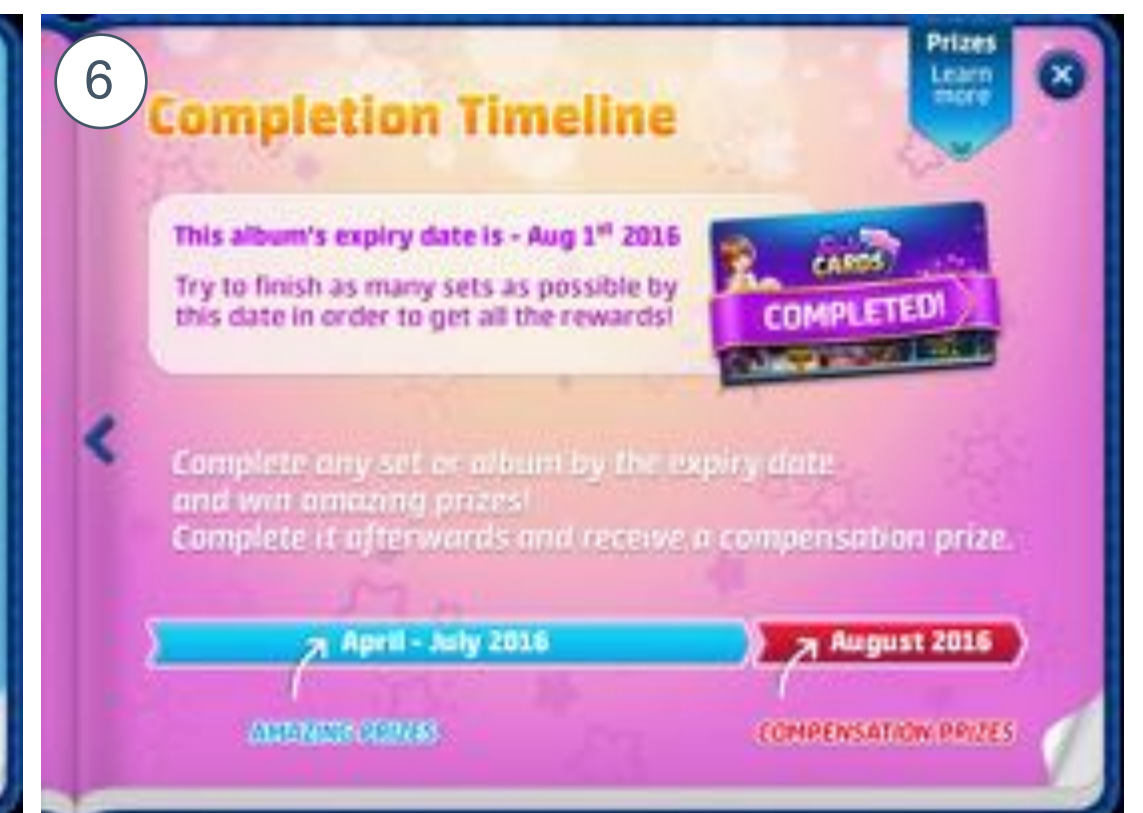 6
Prizes
Learn
more
Completion Timeline
This album's expiry date is - Aug 1st 2016
Try to finish as many sets as possible by
this date in order to get all the rewards!
CARDS
COMPLETED!
Complete any set or album by the expiry date
and win amazing prizes!
Complete it afterwards and receive a compensation prize.
April - July 2016
August 2016
AMAZING PRIZES
COMPENSATION PRIZES